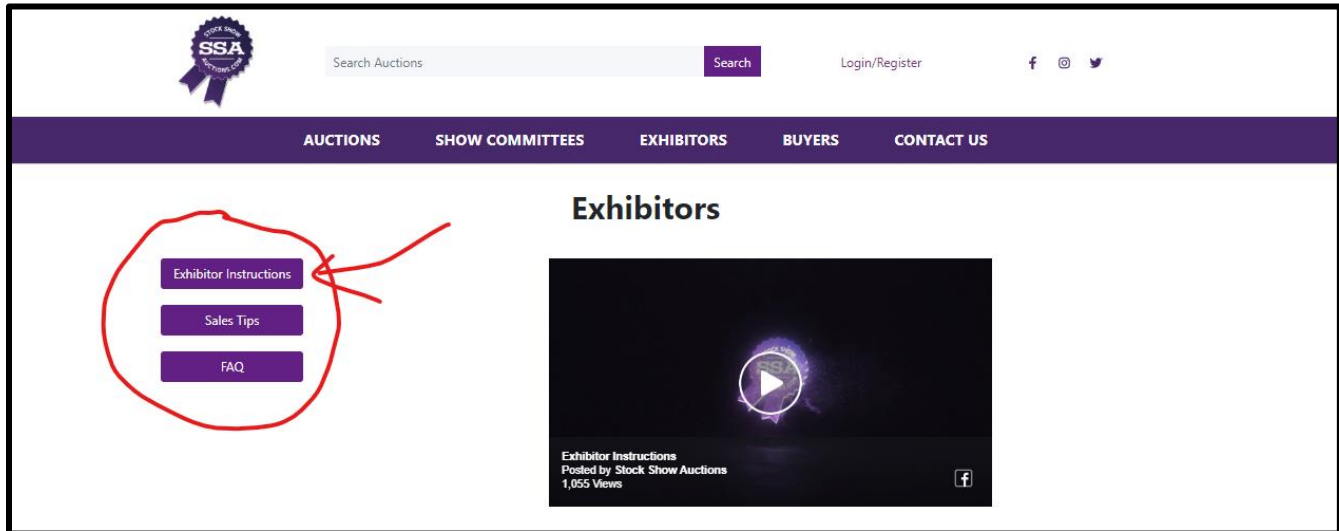 STOCK SHOW
SSA
AUCTIONS.COM
Search Auctions
Search
Login/Register
AUCTIONS SHOW COMMITTEES EXHIBITORS BUYERS CONTACT US
Exhibitors
Exhibitor Instructions
Sales Tips
FAQ
SSA
Exhibitor Instructions
Posted by Stock Show Auctions
1,055 Views